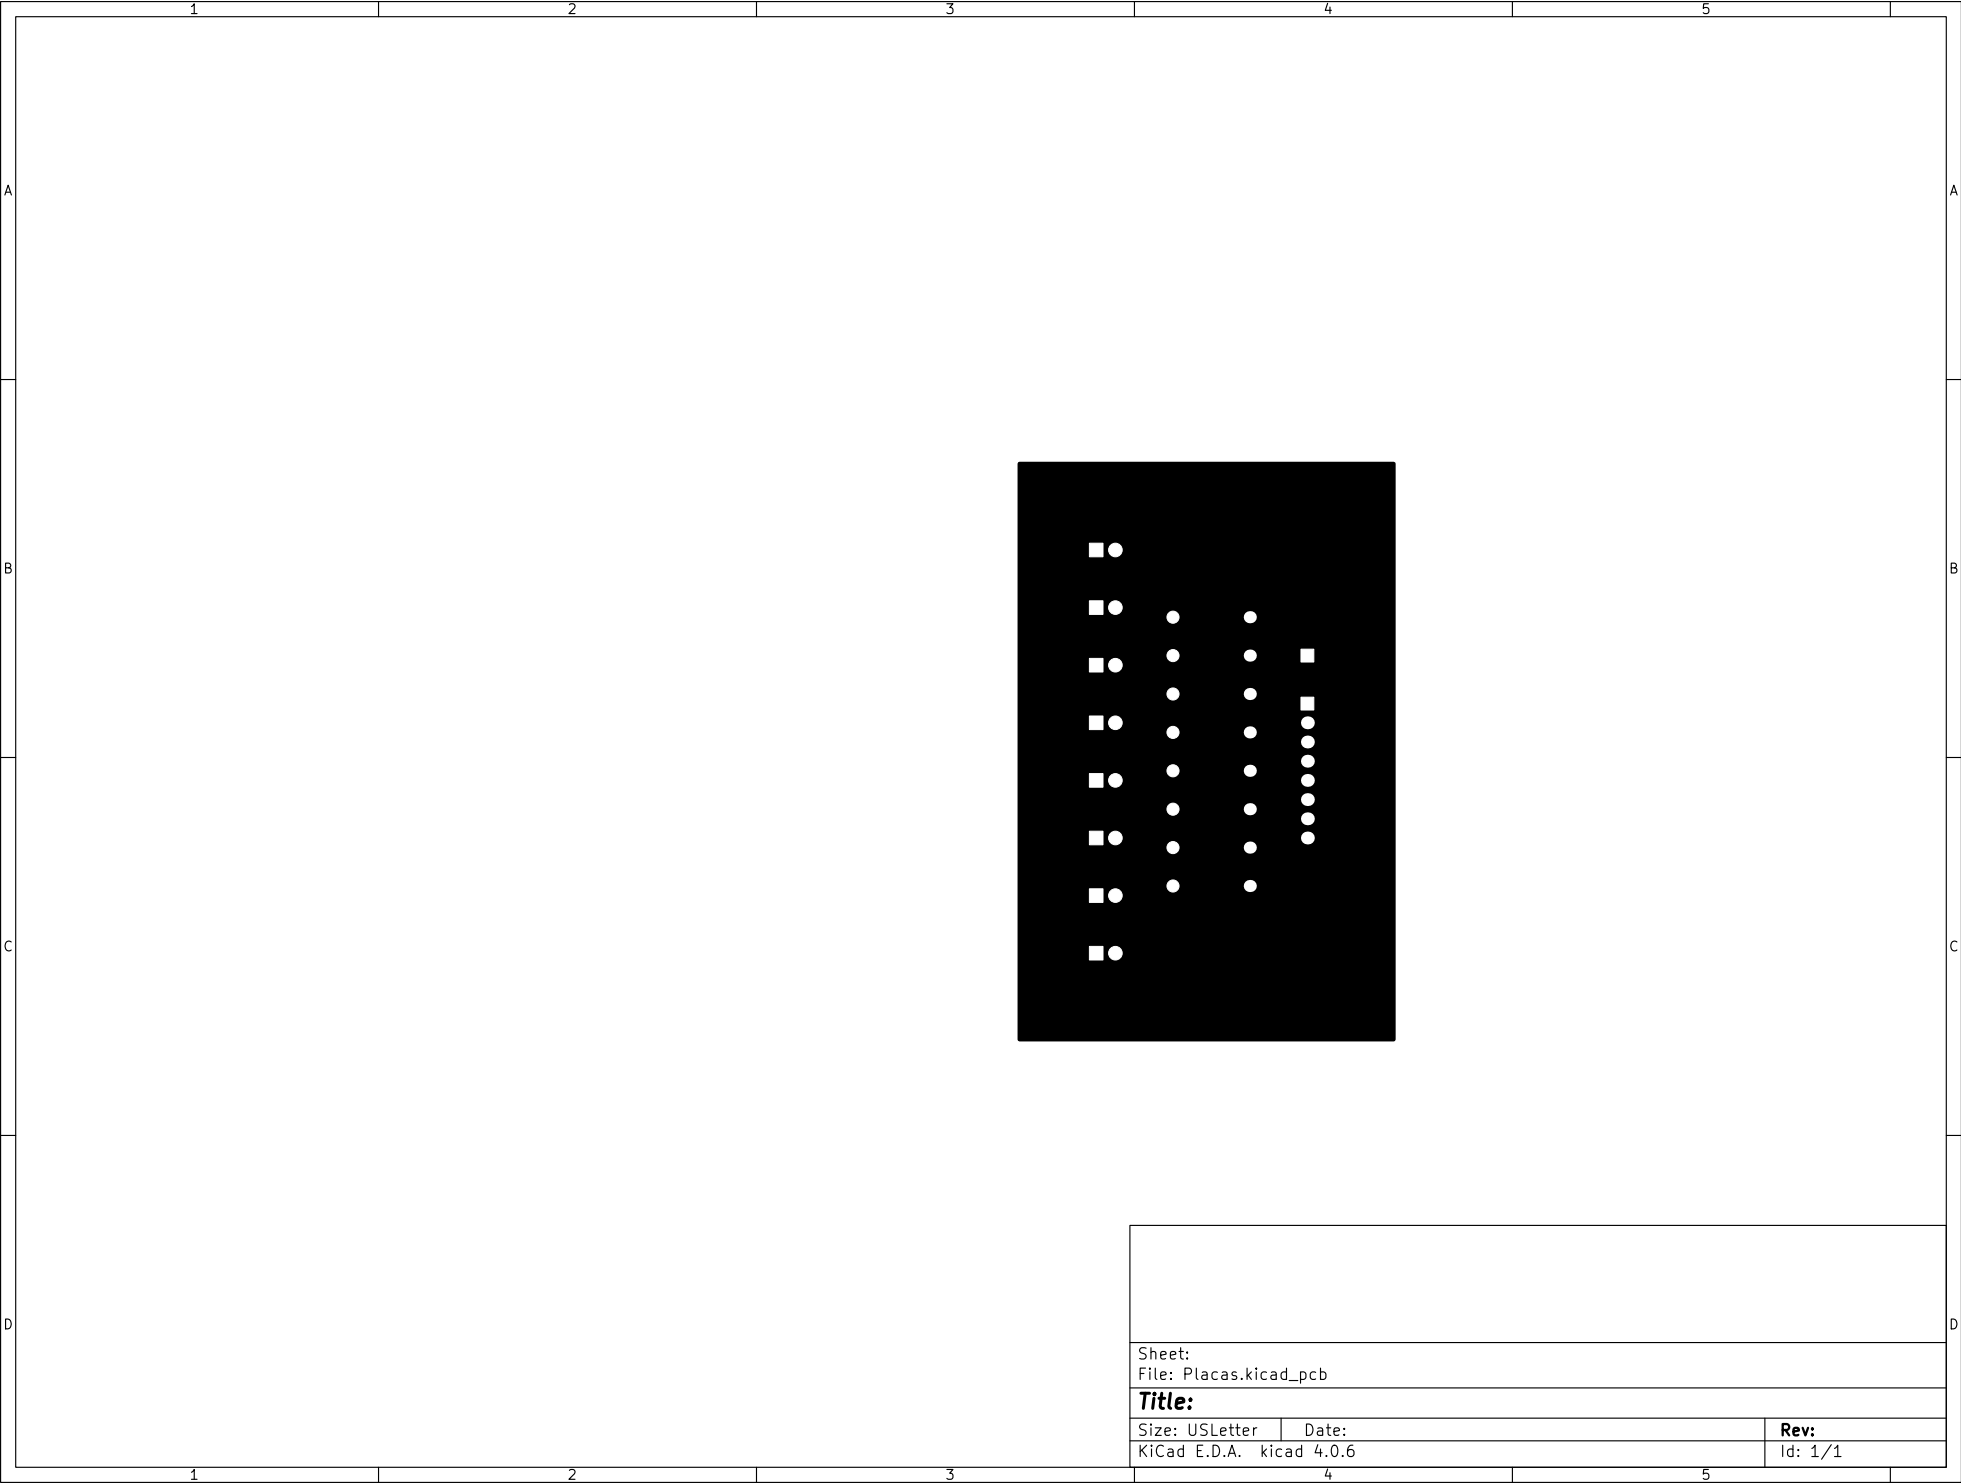 1 2 3 4 5
A A
B B
C C
D D
Sheet:
File: Placas.kicad_pcb
Title:
Size: USLetter Date: Rev:
KiCad E.D.A. kicad 4.0.6 Id: 1/1
1 2 3 4 5